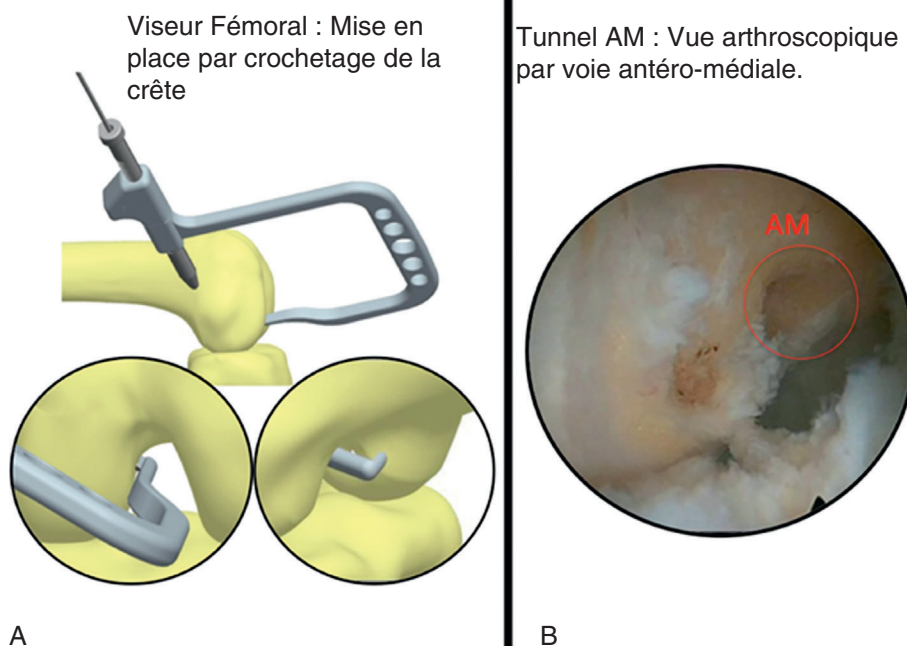 Viseur Fémoral : Mise en
place par crochetage de la
crête
Tunnel AM : Vue arthroscopique
par voie antéro-médiale.
AM
A
B